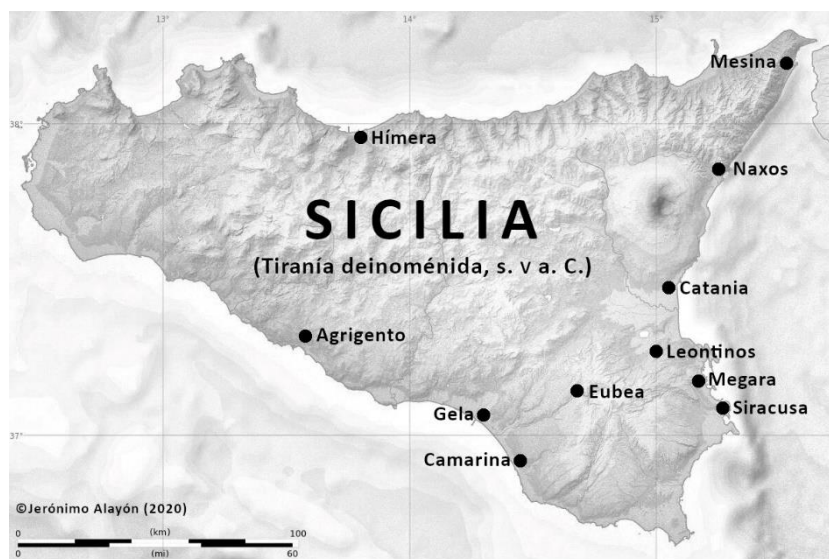 13°
14°
15°
Mesina
38°
Hímera
Naxos
SICILIA
(Tiranía deinoménida, s. V a. C.)
Catania
Agrigento
Leontinos
Megara
Eubea
Siracusa
Gela
37°
Camarina
©Jerónimo Alayón (2020)
0 (km) 100
0 (mi) 60